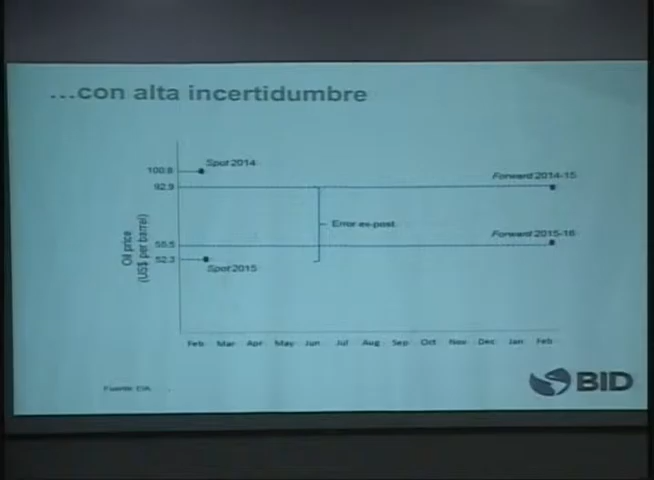 ...con alta incertidumbre
100.8
Spot 2014
92.9
Forward 2014-15
Error ex-post
Forward 2015-16
52.3
Spot 2015
Oil price
(US$ per barrel)
Feb Mar Apr May Jun Jul Aug Sep Oct Nov Dec Jan Feb
Fuente: EIA
BID